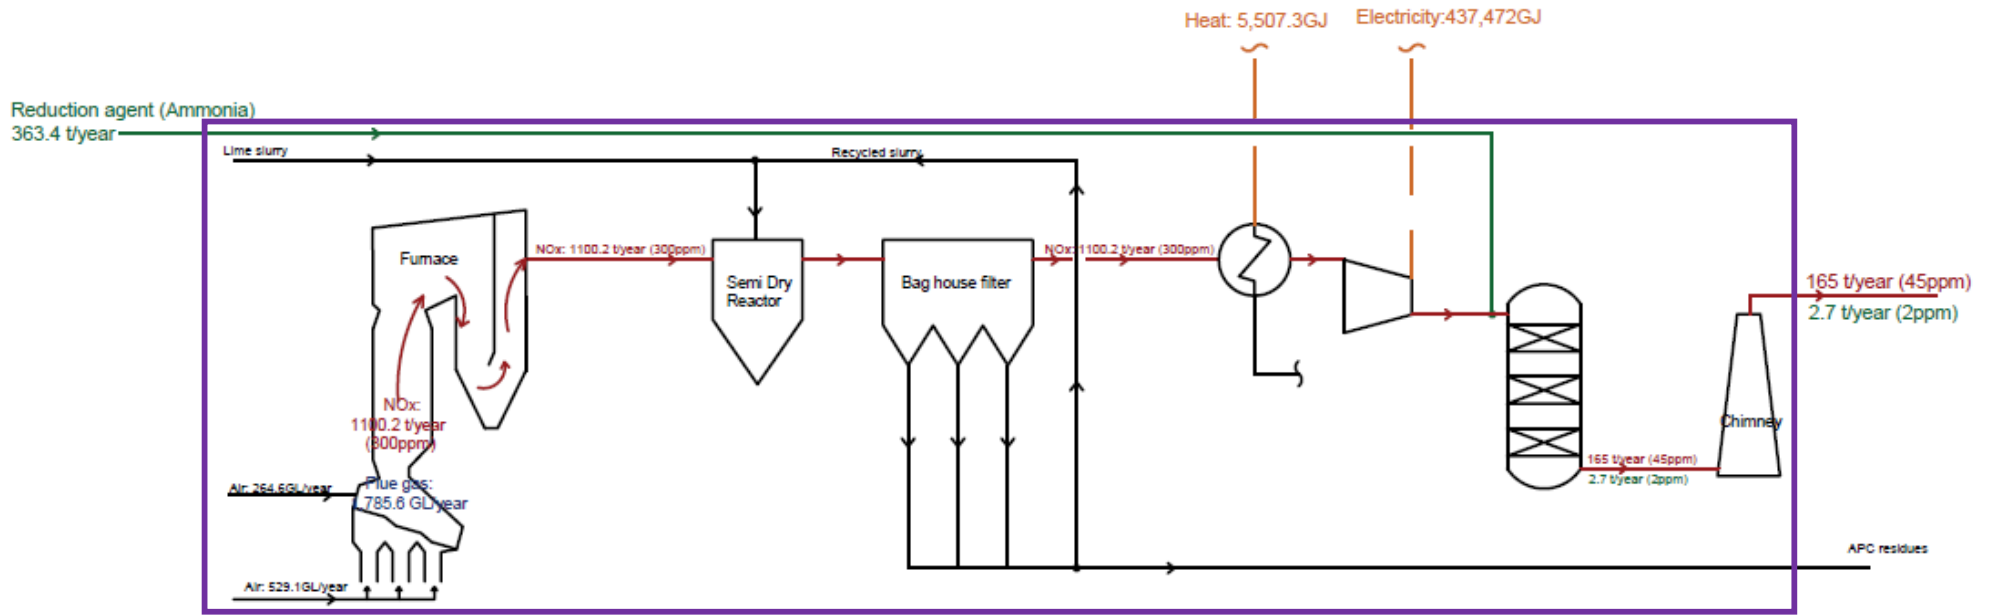 Heat: 5,507.3GJ
Electricity:437,472GJ
Reduction agent (Ammonia)
363.4 t/year
Lime slurry
Recycled slurry
Furnace
NOx: 1100.2 t/year (300ppm)
Semi Dry
Reactor
Bag house filter
NOx: 1100.2 t/year (300ppm)
165 t/year (45ppm)
2.7 t/year (2ppm)
NOx:
1100.2 t/year
(300ppm)
Chimney
165 t/year (45ppm)
2.7 t/year (2ppm)
Air: 264.6GL/year
Flue gas:
785.6 GL/year
APC residues
Air: 529.1GL/year